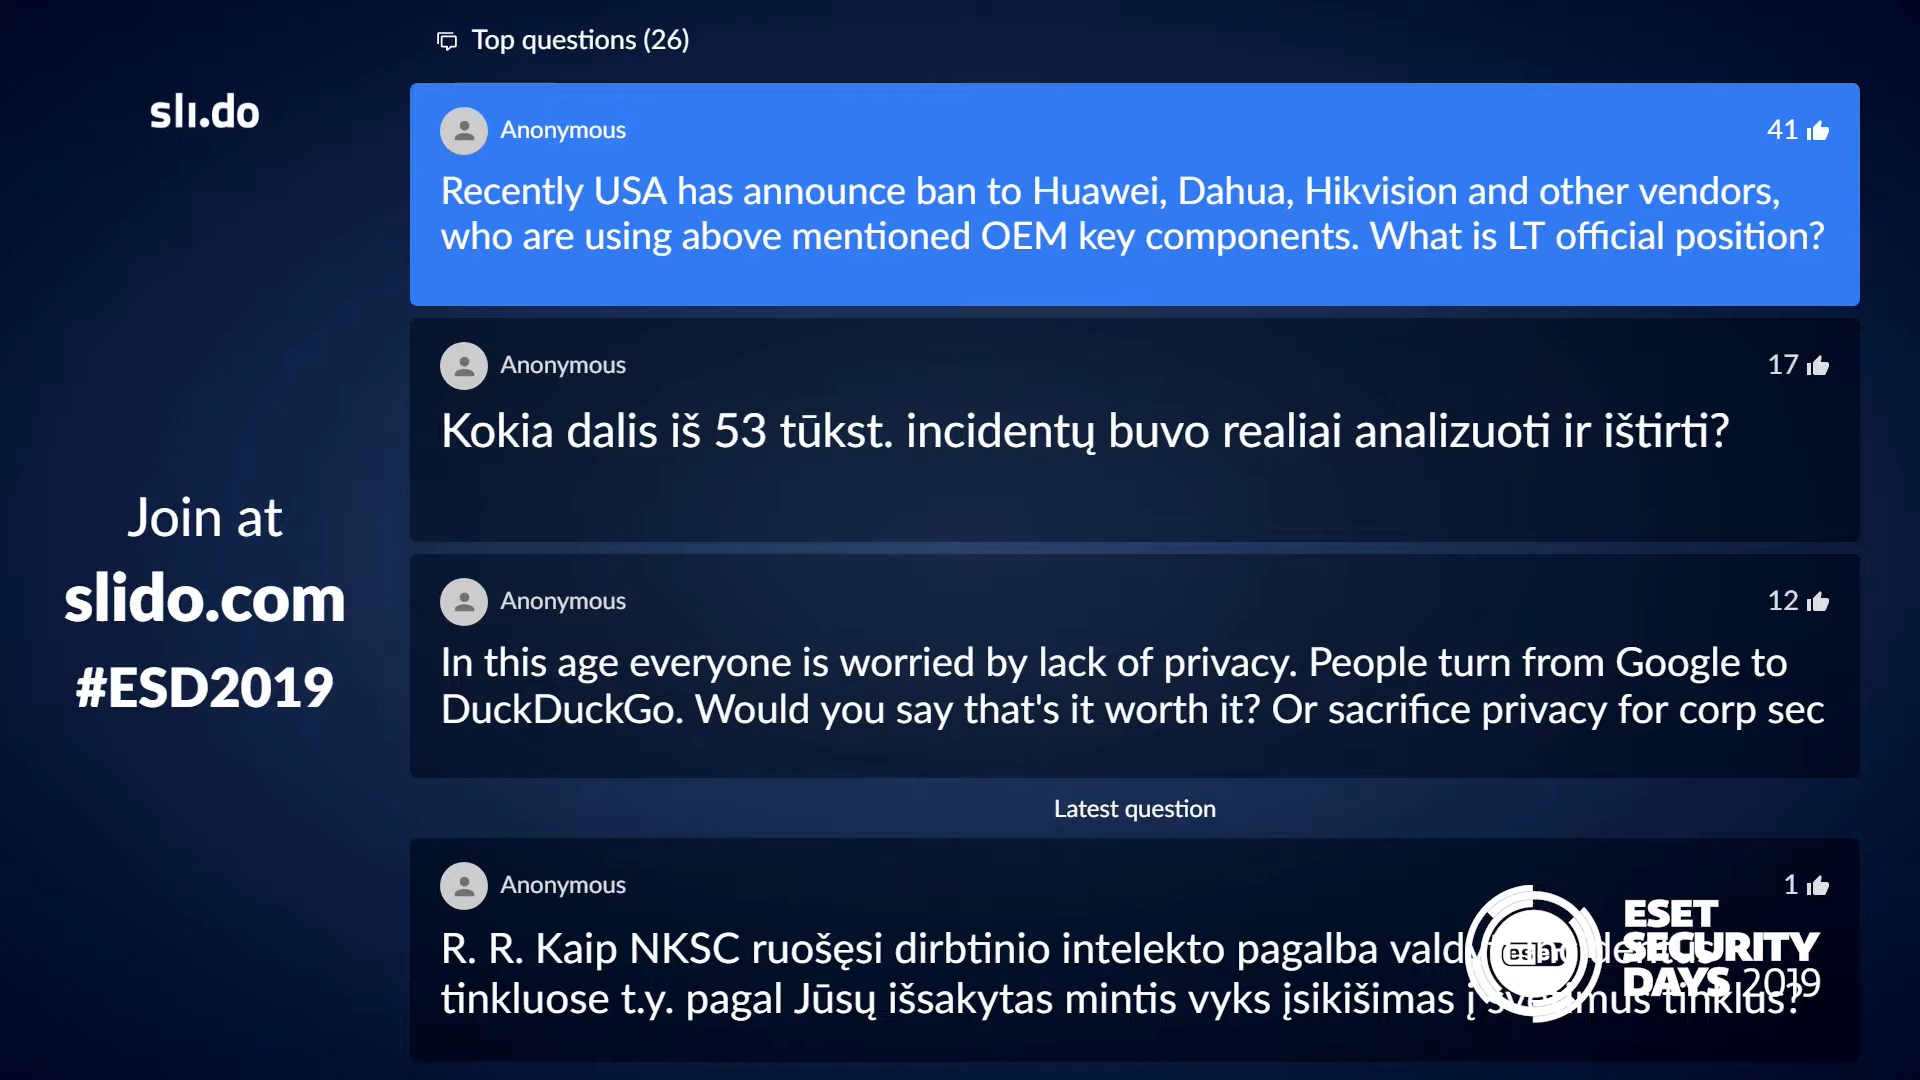 Top questions (26)
slı.do
Anonymous
41
Recently USA has announce ban to Huawei, Dahua, Hikvision and other vendors,
who are using above mentioned OEM key components. What is LT official position?
Anonymous
17
Kokia dalis iš 53 tūkst. incidentų buvo realiai analizuoti ir ištirti?
Join at
slido.com
#ESD2019
Anonymous
12
In this age everyone is worried by lack of privacy. People turn from Google to
DuckDuckGo. Would you say that's it worth it? Or sacrifice privacy for corp sec
Latest question
Anonymous
1
R. R. Kaip NKSC ruošęsi dirbtinio intelekto pagalba
tinkluose t.y. pagal Jūsų išsakytas mintis vyks įsikišimas į tinklus?
eset
ESET
SECURITY
DAYS 2019